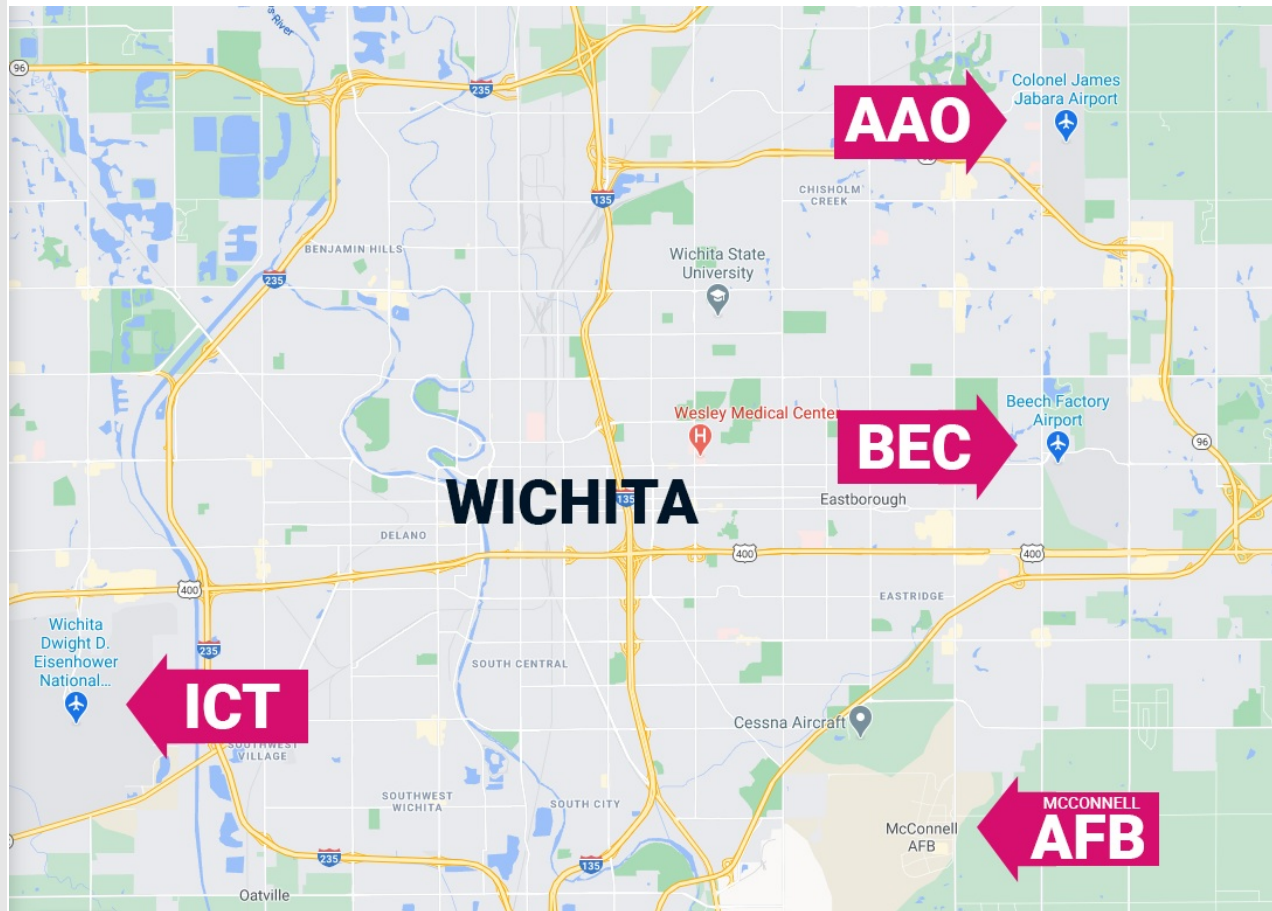 s River
96
235
Colonel James
Jabara Airport
AAO
135
CHISHOLM
CREEK
BENJAMIN HILLS
235
Wichita State
University
Wesley Medical Center
Beech Factory
Airport
BEC
96
WICHITA
135
Eastborough
DELANO
400
400
400
EASTRIDGE
Wichita
Dwight D.
Eisenhower
National...
235
SOUTH CENTRAL
ICT
Cessna Aircraft
SOUTHWEST
VILLAGE
SOUTHWEST
WICHITA
SOUTH CITY
MCCONNELL
AFB
McConnell
AFB
235
135
Oatville